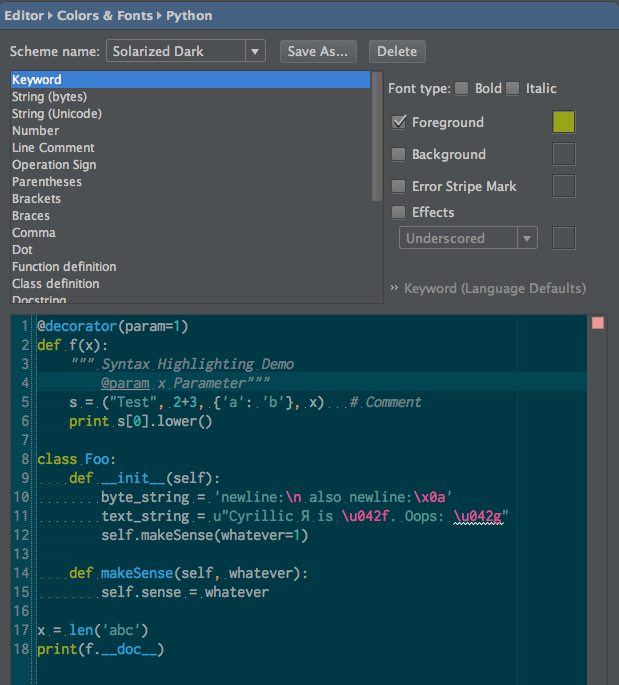 Editor › Colors & Fonts › Python
Scheme name: Solarized Dark Save As... Delete
Keyword
String (bytes)
String (Unicode)
Number
Line Comment
Operation Sign
Parentheses
Brackets
Braces
Comma
Dot
Function definition
Class definition
Docstring
Font type: Bold Italic
Foreground
Background
Error Stripe Mark
Effects
Underscored
›› Keyword (Language Defaults)
1 @decorator(param=1)
2 def f(x):
3     """ Syntax Highlighting Demo
4         @param x Parameter"""
5     s = ("Test", 2+3, {'a': 'b'}, x)   # Comment
6     print s[0].lower()
7
8 class Foo:
9     def __init__(self):
10         byte_string = 'newline:\n also newline:\x0a'
11         text_string = u"Cyrillic Я is \u042f. Oops: \u042g"
12         self.makeSense(whatever=1)
13
14     def makeSense(self, whatever):
15         self.sense = whatever
16
17 x = len('abc')
18 print(f.__doc__)